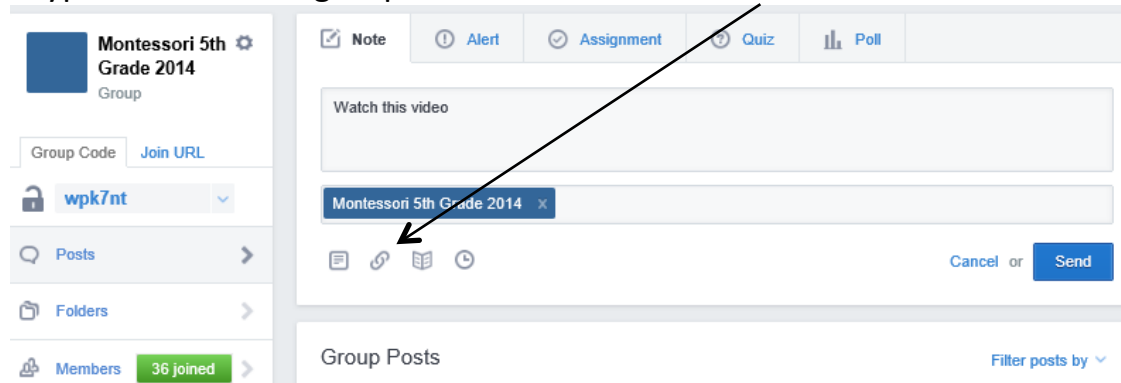 Montessori 5th
Grade 2014
Group
Group Code Join URL
wpk7nt
Posts
Folders
Members 36 joined
Note Alert Assignment Quiz Poll
Watch this video
Montessori 5th Grade 2014 x
Cancel or Send
Group Posts
Filter posts by